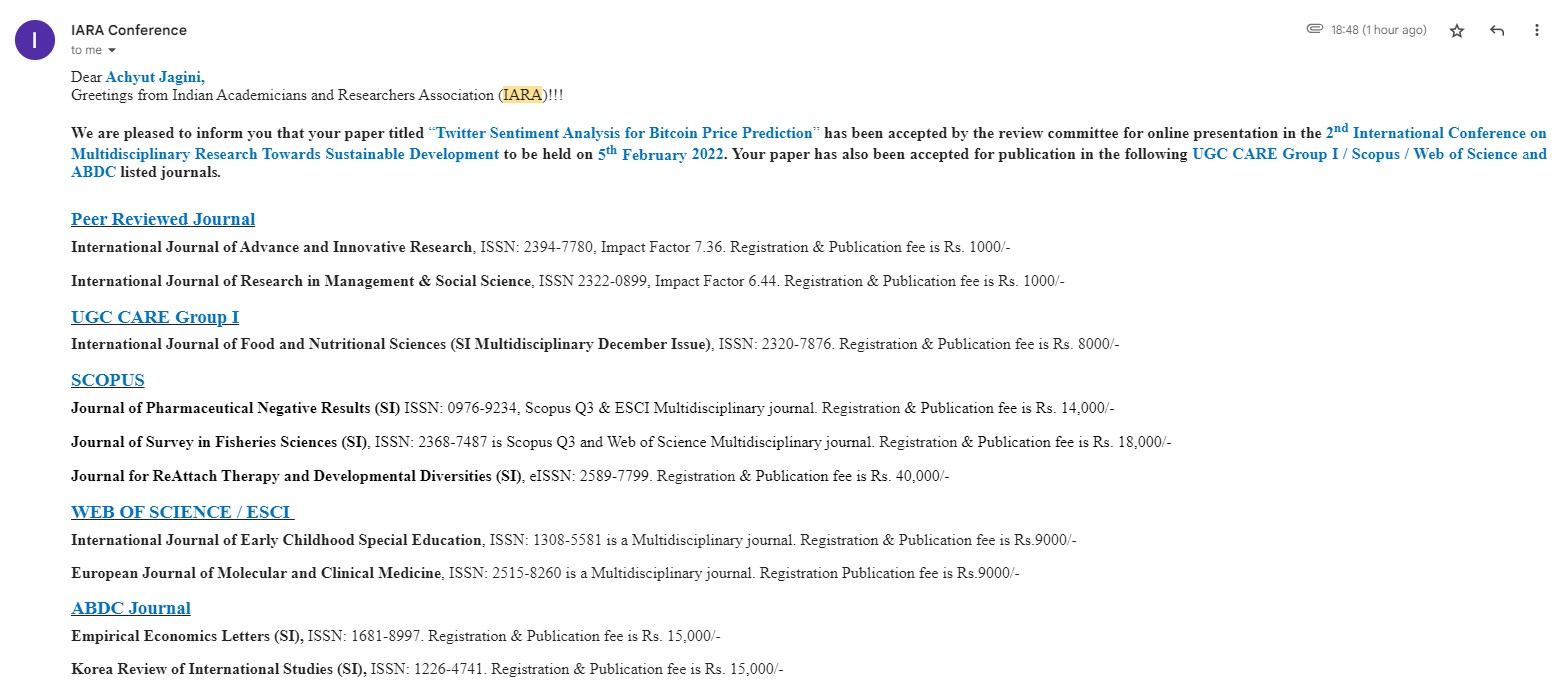 I
IARA Conference
18:48 (1 hour ago)
to me
Dear Achyut Jagini,
Greetings from Indian Academicians and Researchers Association (IARA)!!!
We are pleased to inform you that your paper titled “Twitter Sentiment Analysis for Bitcoin Price Prediction” has been accepted by the review committee for online presentation in the 2nd International Conference on
Multidisciplinary Research Towards Sustainable Development to be held on 5th February 2022. Your paper has also been accepted for publication in the following UGC CARE Group I / Scopus / Web of Science and
ABDC listed journals.
Peer Reviewed Journal
International Journal of Advance and Innovative Research, ISSN: 2394-7780, Impact Factor 7.36. Registration & Publication fee is Rs. 1000/-
International Journal of Research in Management & Social Science, ISSN 2322-0899, Impact Factor 6.44. Registration & Publication fee is Rs. 1000/-
UGC CARE Group I
International Journal of Food and Nutritional Sciences (SI Multidisciplinary December Issue), ISSN: 2320-7876. Registration & Publication fee is Rs. 8000/-
SCOPUS
Journal of Pharmaceutical Negative Results (SI) ISSN: 0976-9234, Scopus Q3 & ESCI Multidisciplinary journal. Registration & Publication fee is Rs. 14,000/-
Journal of Survey in Fisheries Sciences (SI), ISSN: 2368-7487 is Scopus Q3 and Web of Science Multidisciplinary journal. Registration & Publication fee is Rs. 18,000/-
Journal for ReAttach Therapy and Developmental Diversities (SI), eISSN: 2589-7799. Registration & Publication fee is Rs. 40,000/-
WEB OF SCIENCE / ESCI
International Journal of Early Childhood Special Education, ISSN: 1308-5581 is a Multidisciplinary journal. Registration & Publication fee is Rs.9000/-
European Journal of Molecular and Clinical Medicine, ISSN: 2515-8260 is a Multidisciplinary journal. Registration Publication fee is Rs.9000/-
ABDC Journal
Empirical Economics Letters (SI), ISSN: 1681-8997. Registration & Publication fee is Rs. 15,000/-
Korea Review of International Studies (SI), ISSN: 1226-4741. Registration & Publication fee is Rs. 15,000/-